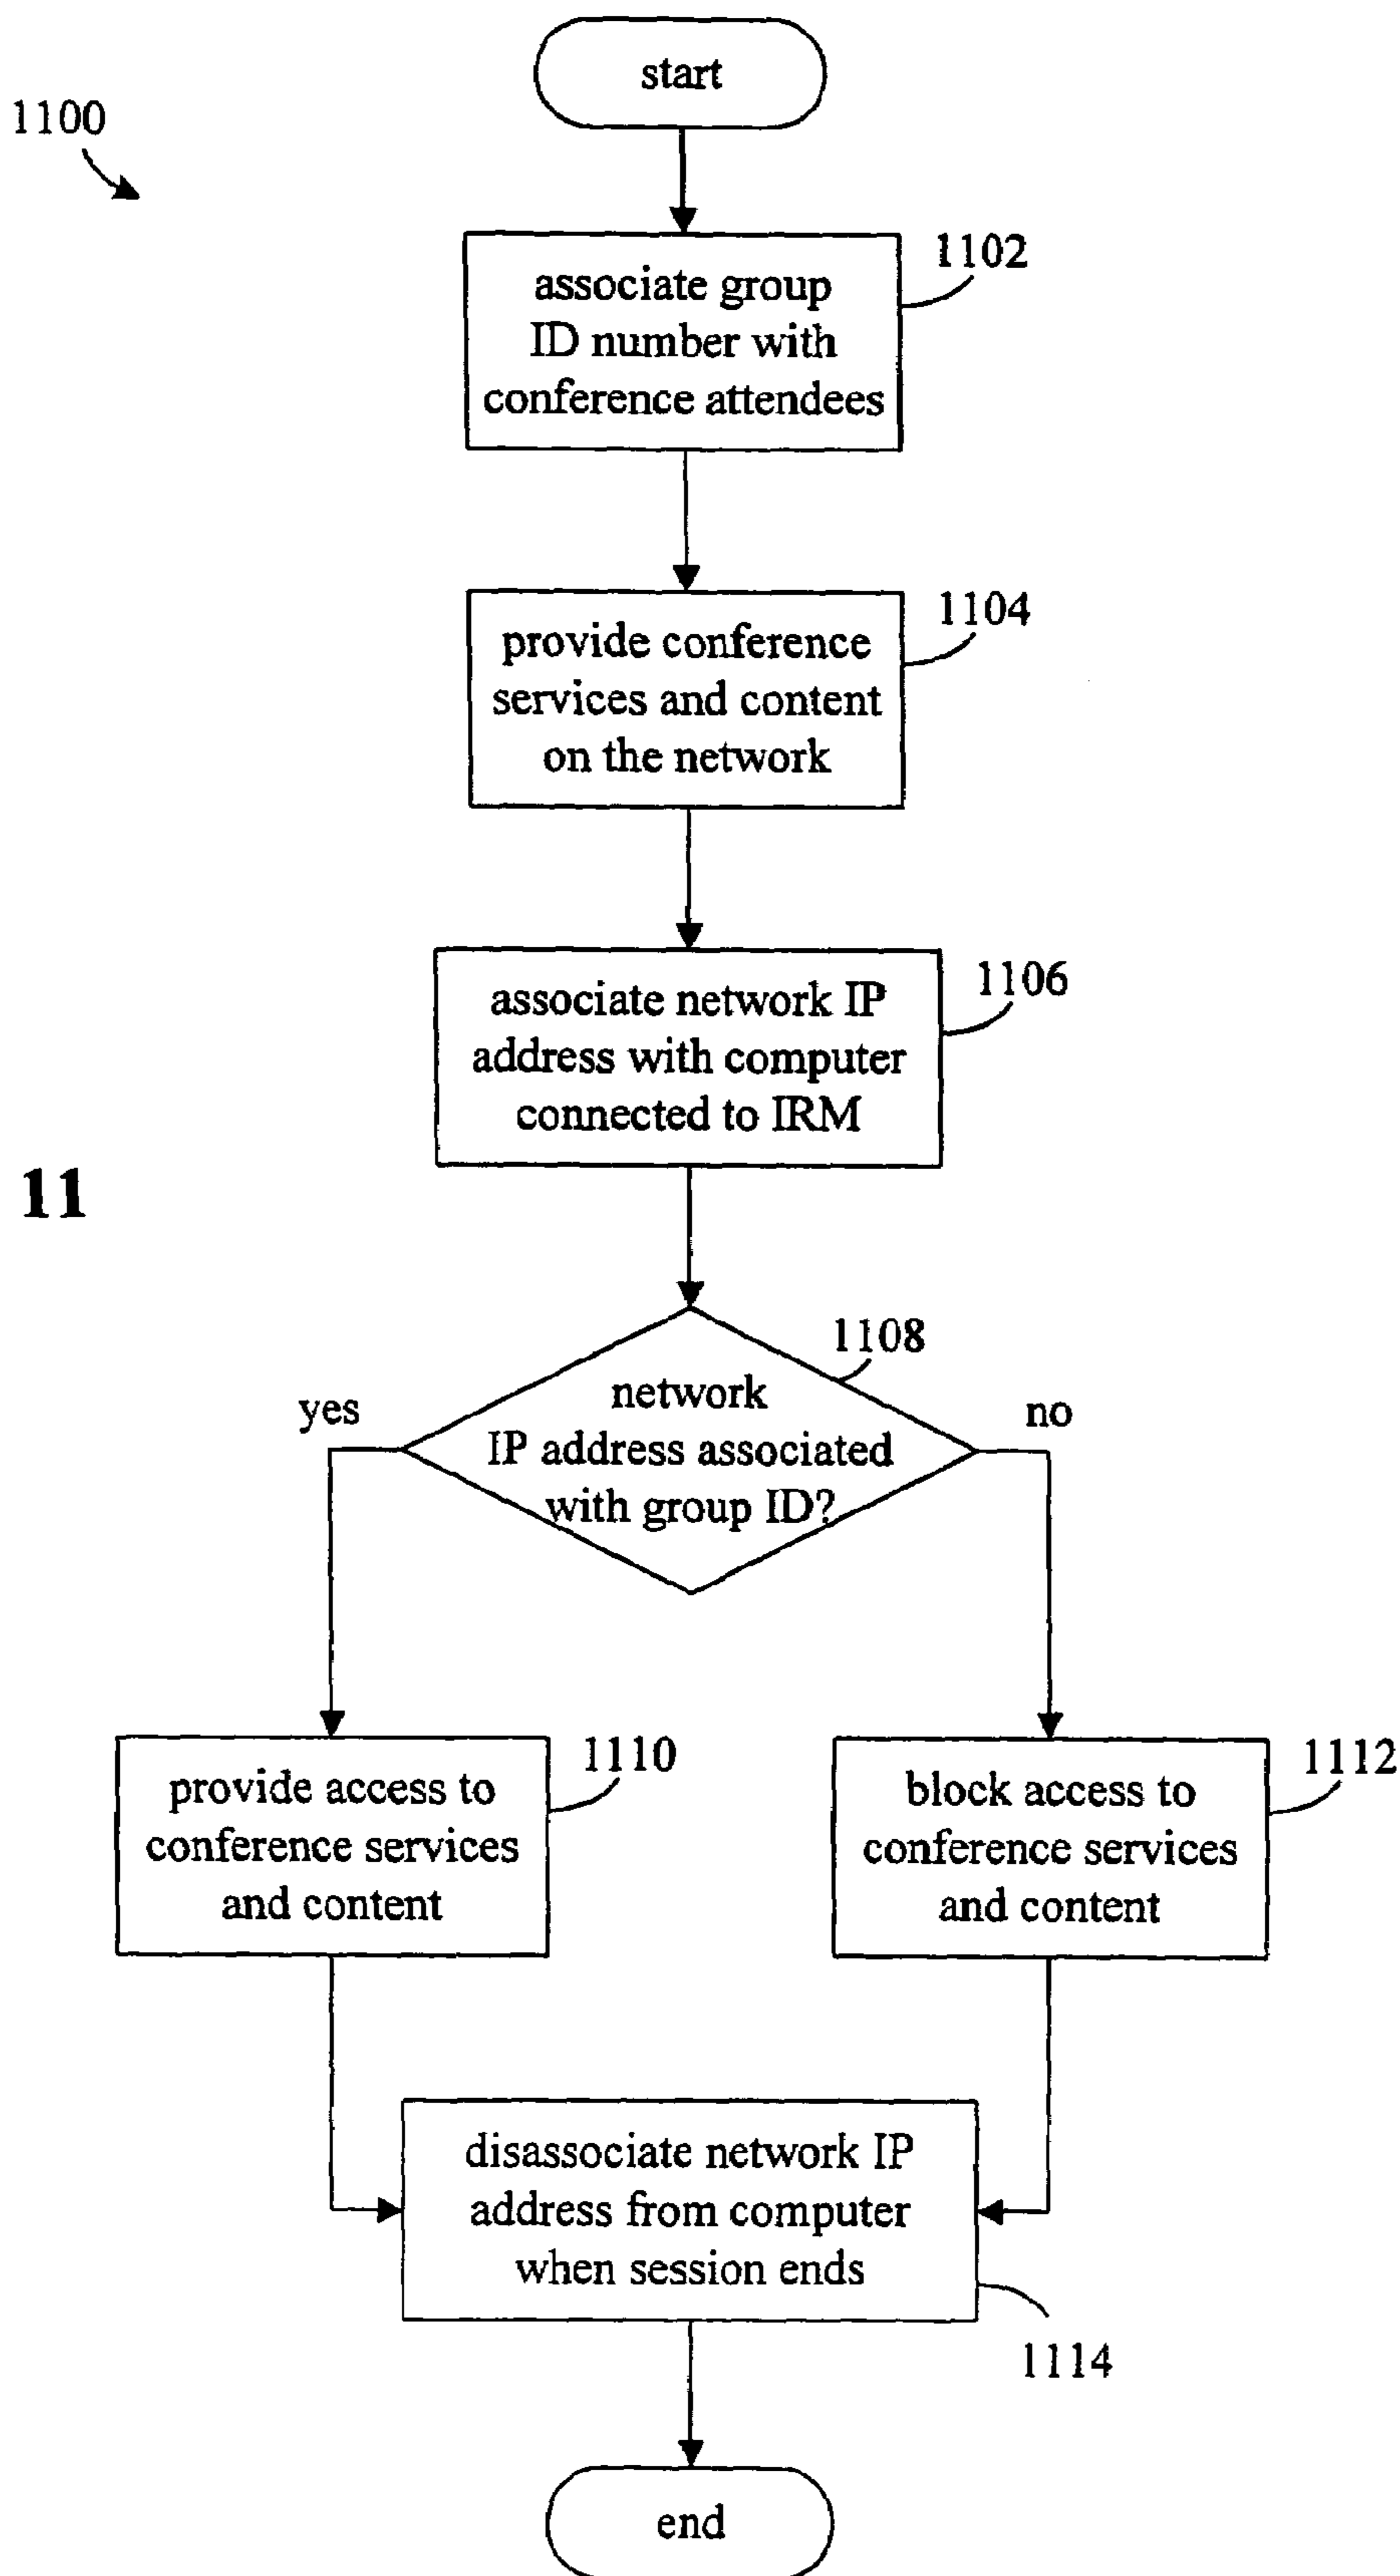 start
1100
1102
associate group
ID number with
conference attendees
1104
provide conference
services and content
on the network
1106
associate network IP
address with computer
connected to IRM
11
1108
network
IP address associated
with group ID?
yes
no
1110
provide access to
conference services
and content
1112
block access to
conference services
and content
disassociate network IP
address from computer
when session ends
1114
end